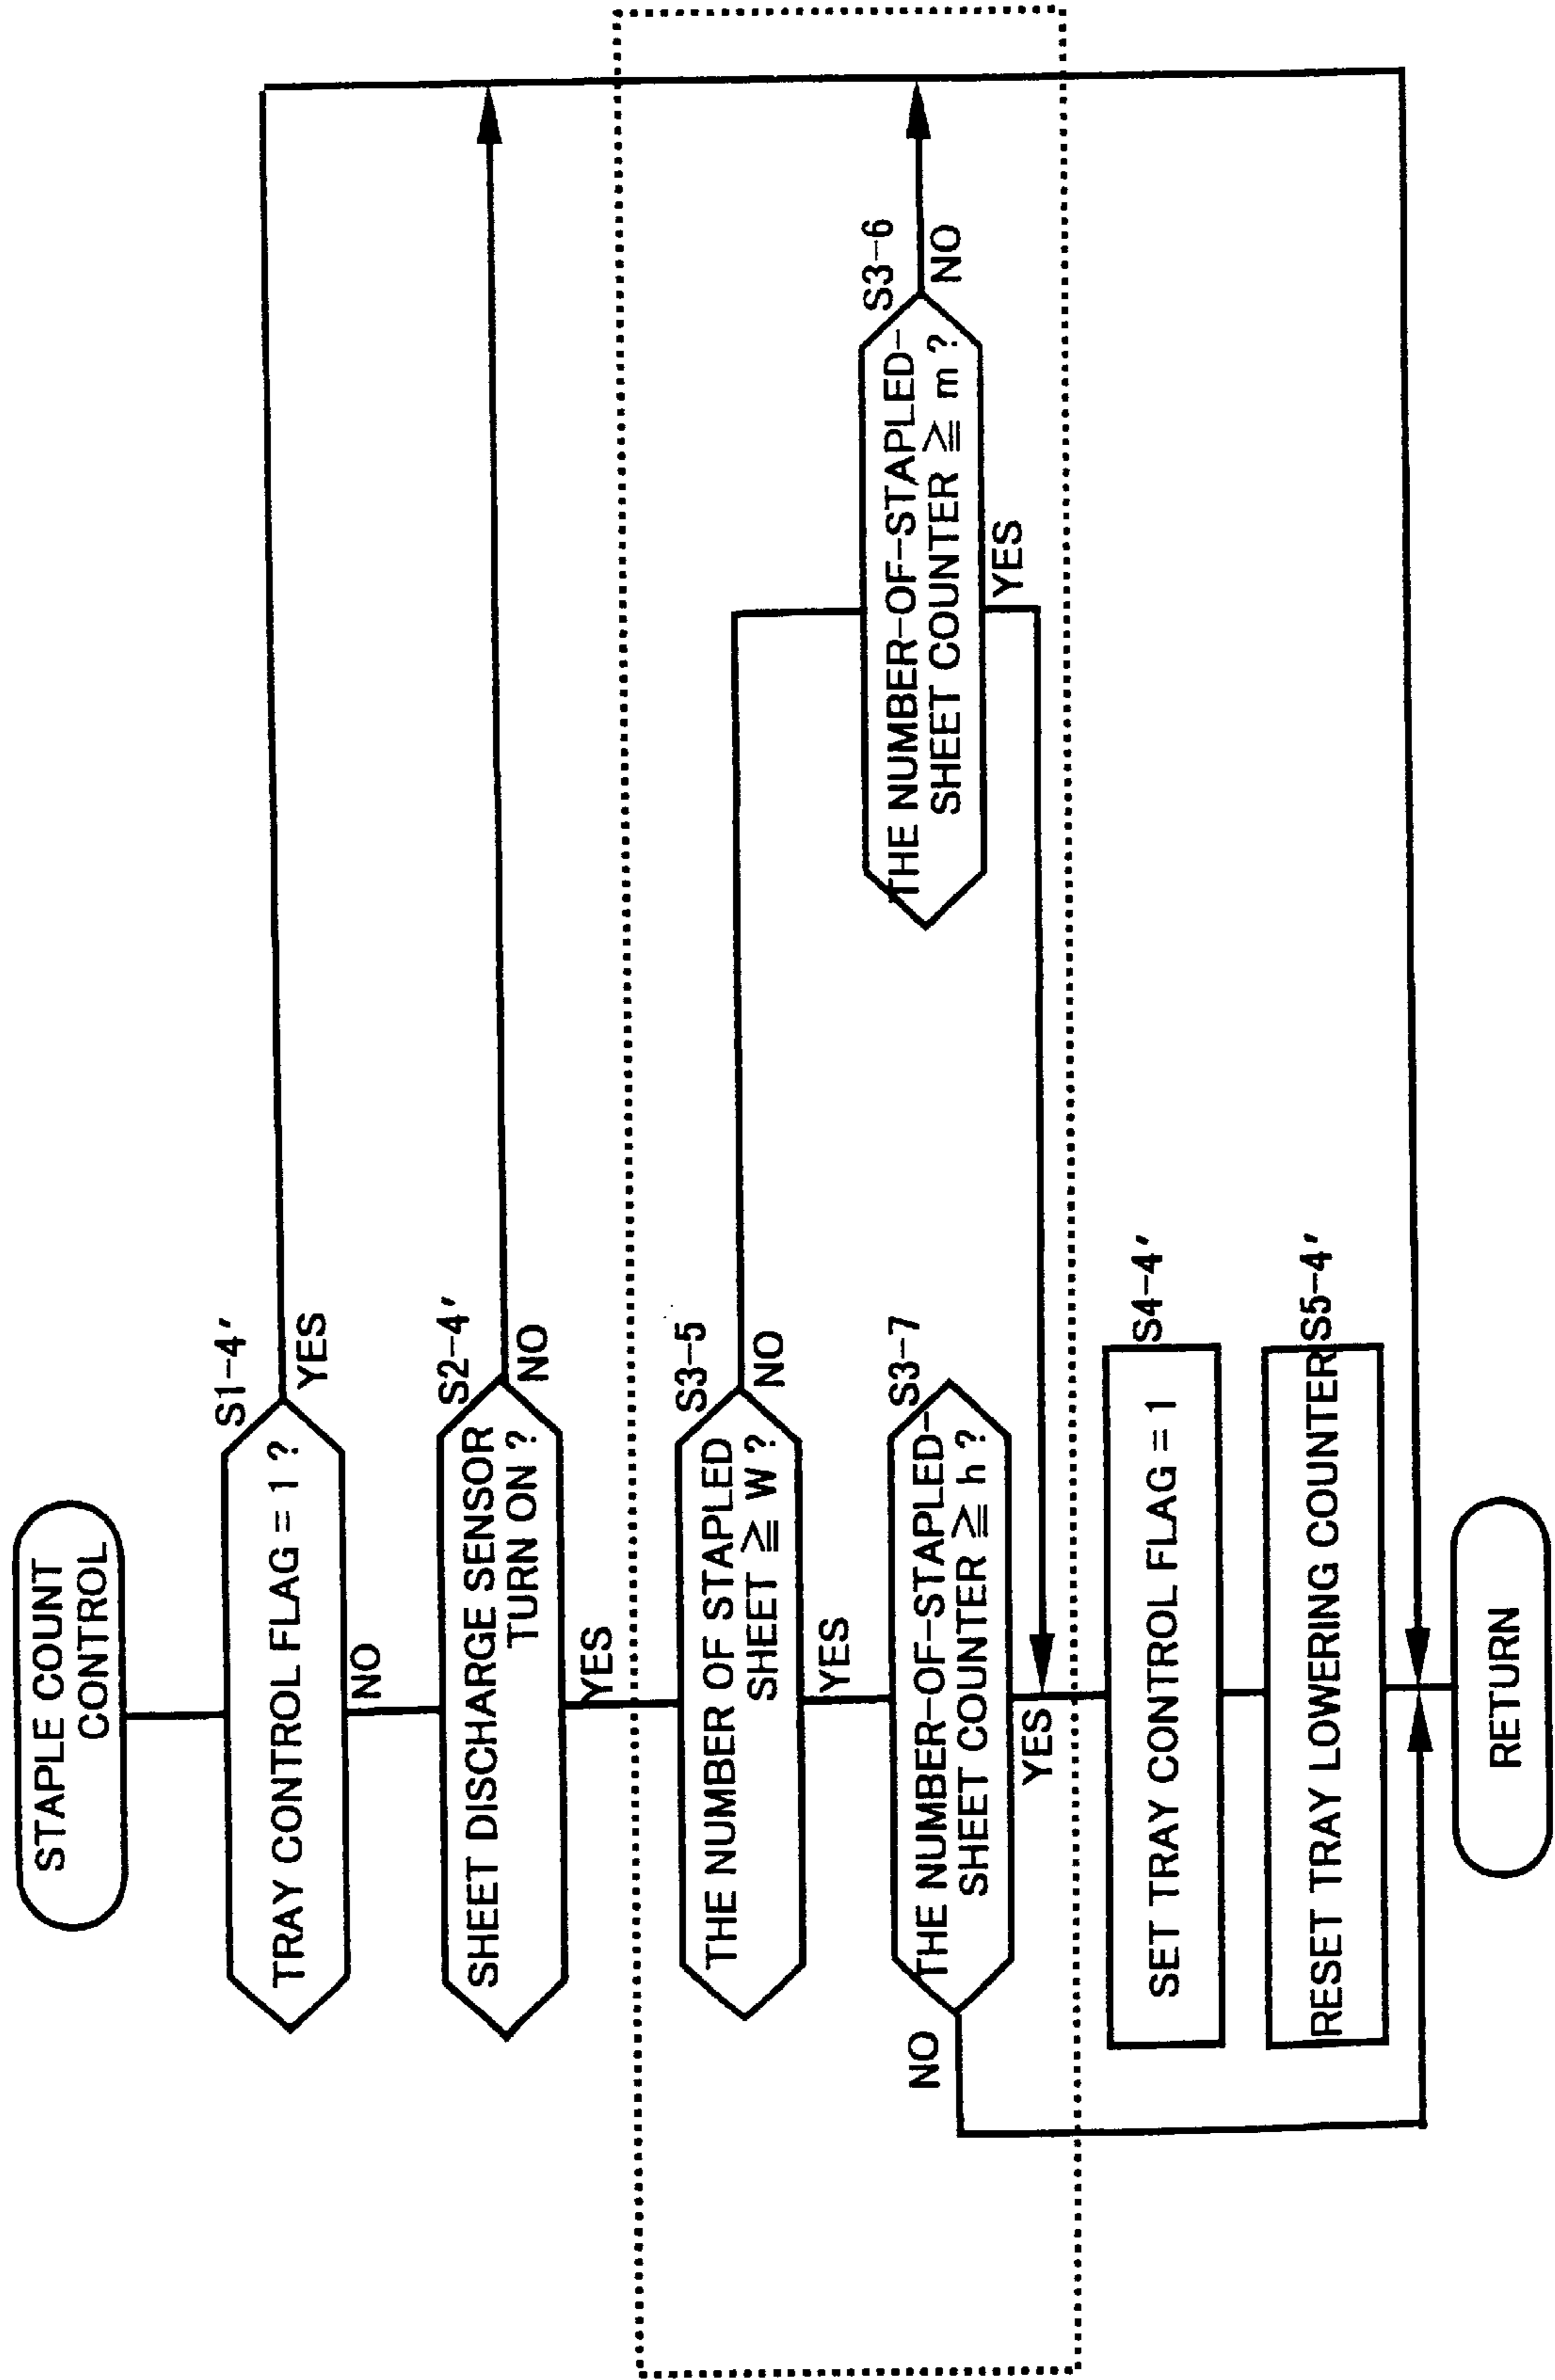 STAPLE COUNT
CONTROL
S1-4′
TRAY CONTROL FLAG = 1 ?
YES
NO
S2-4′
SHEET DISCHARGE SENSOR
TURN ON ?
NO
YES
S3-5
THE NUMBER OF STAPLED
SHEET ≧ W ?
NO
YES
S3-6
THE NUMBER-OF-STAPLED-
SHEET COUNTER ≧ m ?
NO
YES
S3-7
THE NUMBER-OF-STAPLED-
SHEET COUNTER ≧ h ?
NO
YES
S4-4′
SET TRAY CONTROL FLAG = 1
S5-4′
RESET TRAY LOWERING COUNTER
RETURN